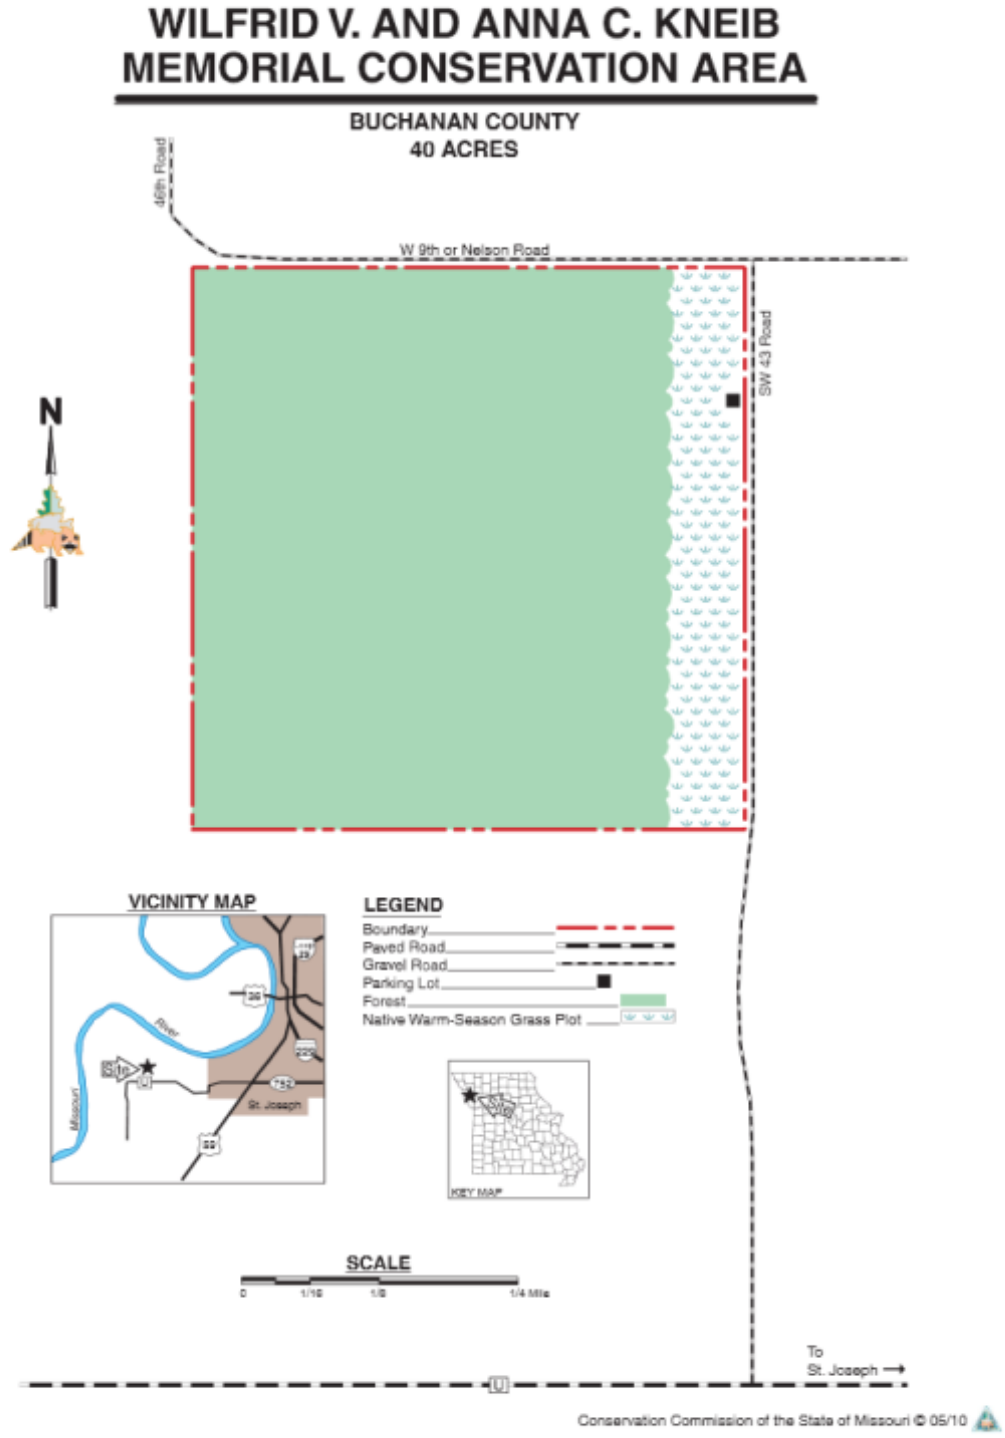 WILFRID V. AND ANNA C. KNEIB
MEMORIAL CONSERVATION AREA
BUCHANAN COUNTY
40 ACRES
46th Road
W 9th or Nelson Road
SW 43 Road
N
VICINITY MAP
36
River
Site
U
Missouri
752
St. Joseph
59
LEGEND
Boundary
Paved Road
Gravel Road
Parking Lot
Forest
Native Warm-Season Grass Plot
Site
KEY MAP
SCALE
0 1/16 1/8 1/4 Mile
To
St. Joseph
U
Conservation Commission of the State of Missouri © 05/10